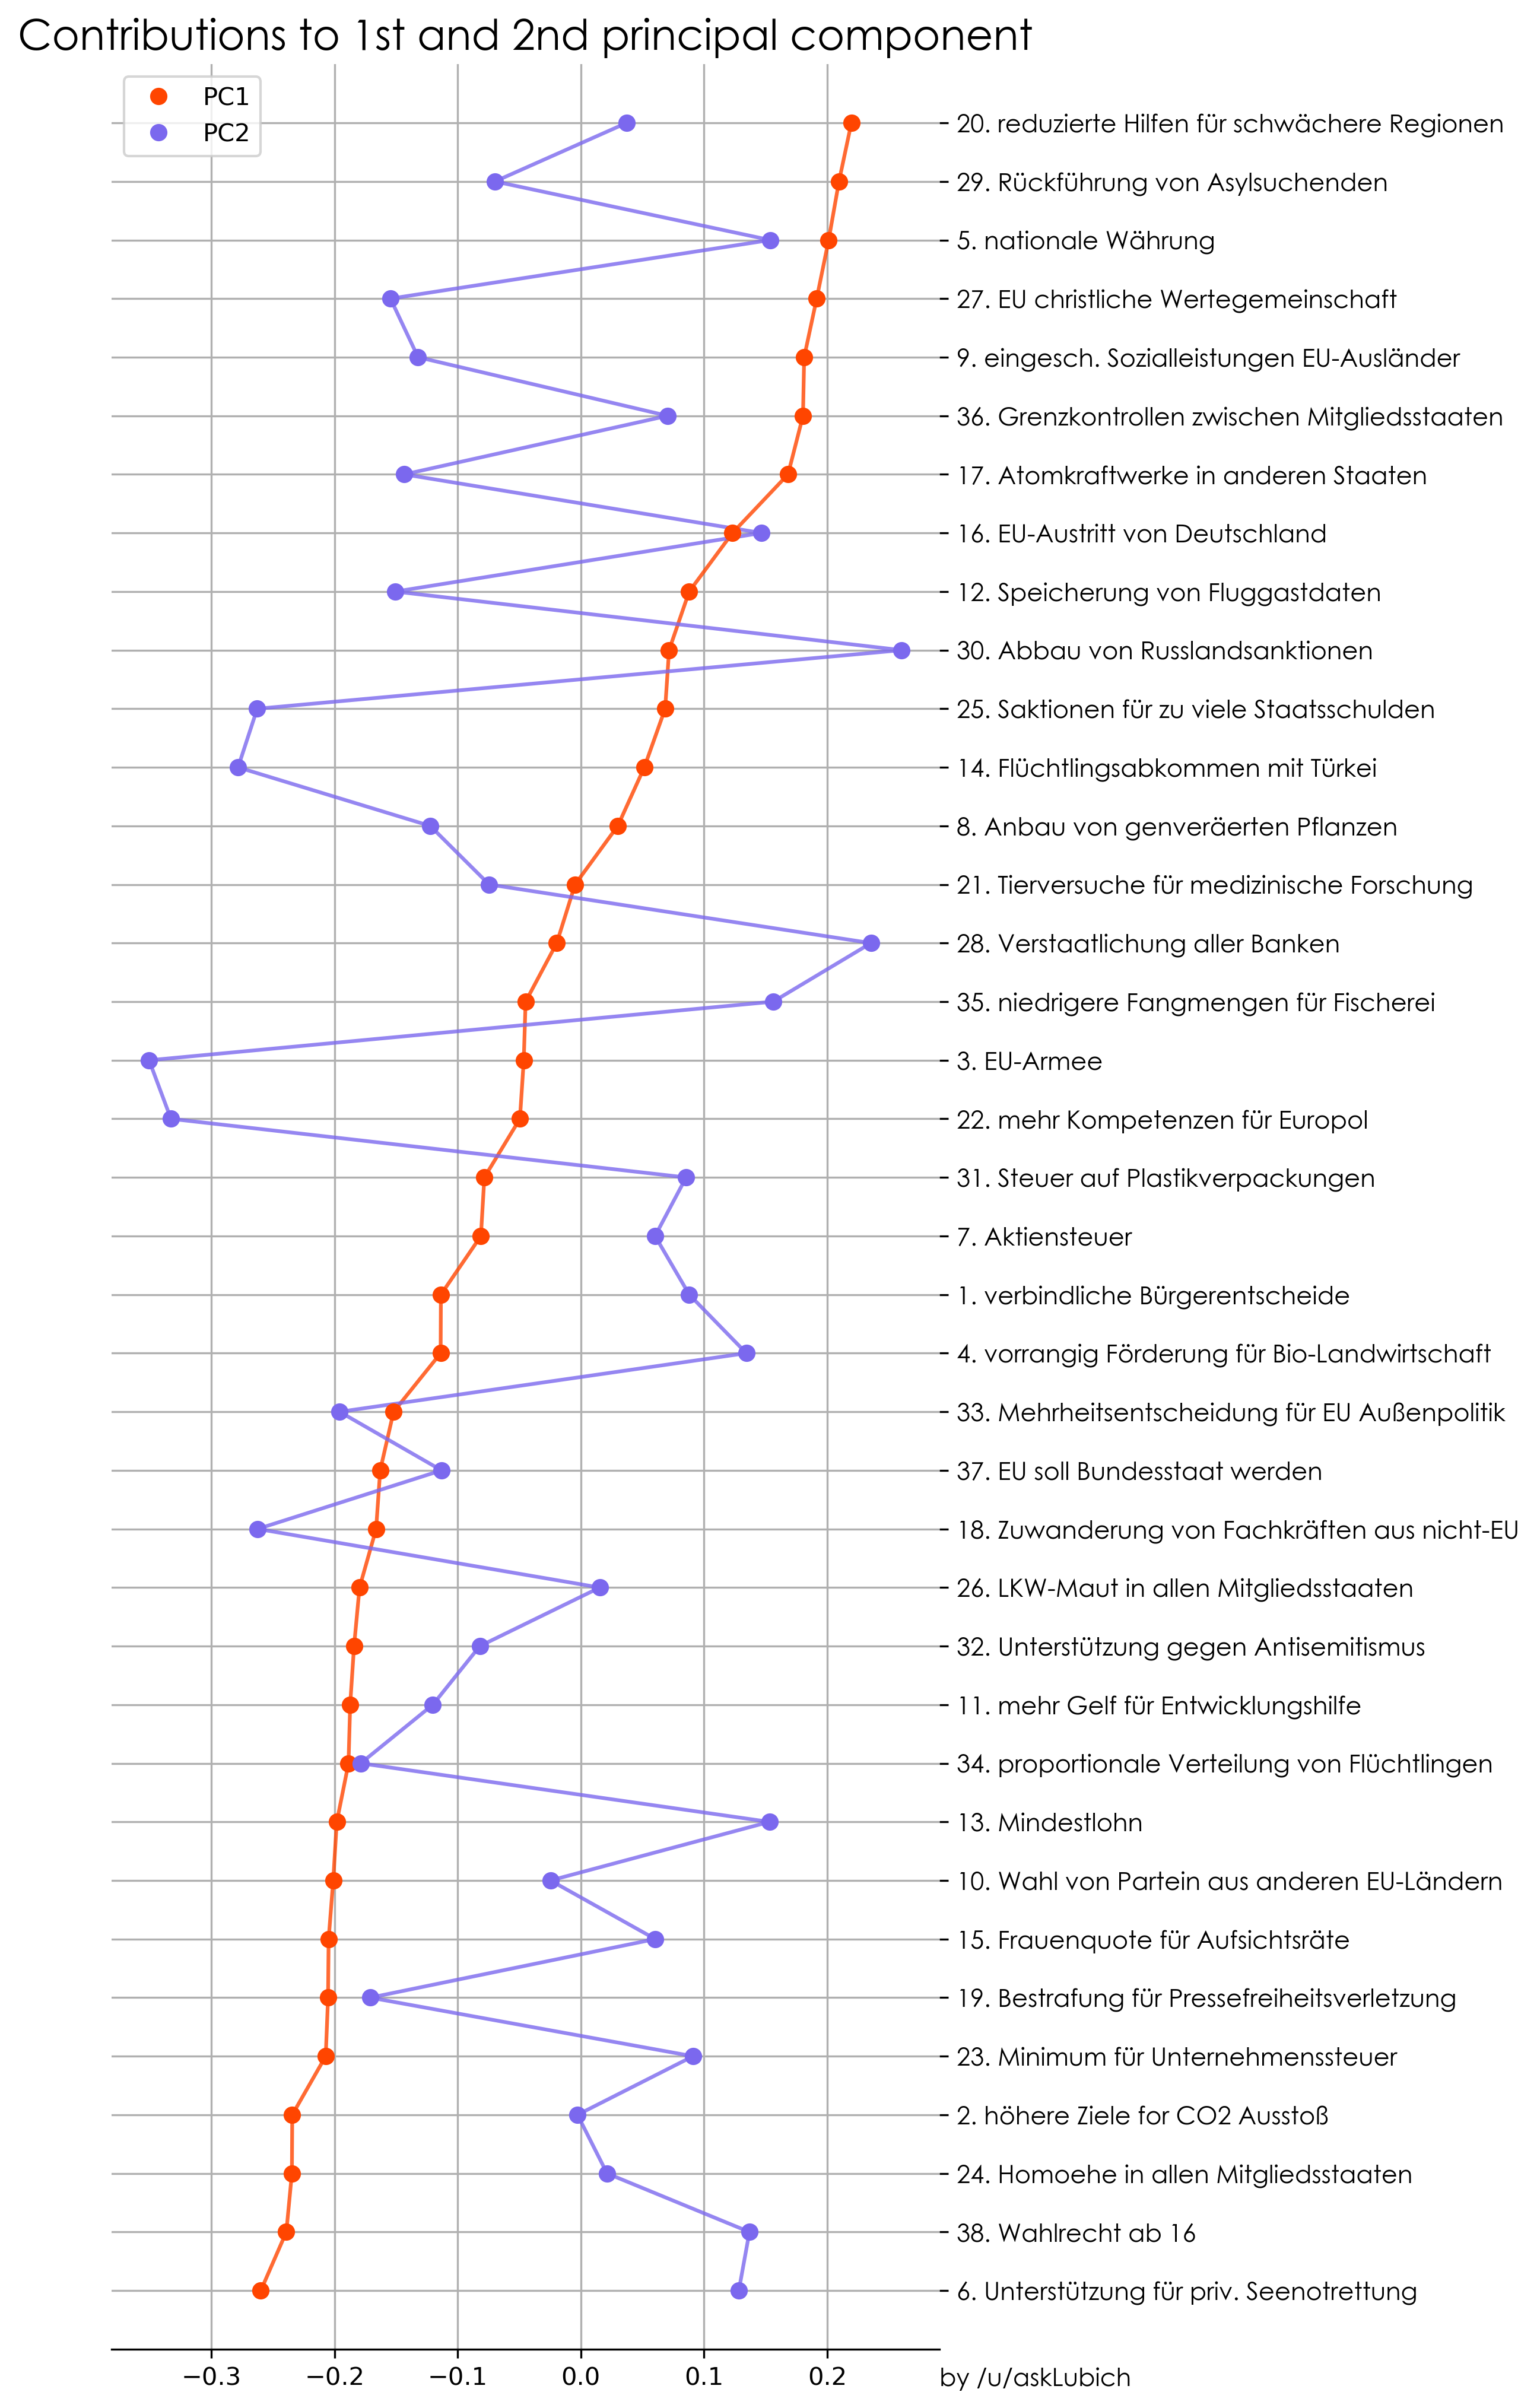 Contributions to 1st and 2nd principal component
PC1
PC2
20. reduzierte Hilfen für schwächere Regionen
29. Rückführung von Asylsuchenden
5. nationale Währung
27. EU christliche Wertegemeinschaft
9. eingesch. Sozialleistungen EU-Ausländer
36. Grenzkontrollen zwischen Mitgliedsstaaten
17. Atomkraftwerke in anderen Staaten
16. EU-Austritt von Deutschland
12. Speicherung von Fluggastdaten
30. Abbau von Russlandsanktionen
25. Saktionen für zu viele Staatsschulden
14. Flüchtlingsabkommen mit Türkei
8. Anbau von genveräerten Pflanzen
21. Tierversuche für medizinische Forschung
28. Verstaatlichung aller Banken
35. niedrigere Fangmengen für Fischerei
3. EU-Armee
22. mehr Kompetenzen für Europol
31. Steuer auf Plastikverpackungen
7. Aktiensteuer
1. verbindliche Bürgerentscheide
4. vorrangig Förderung für Bio-Landwirtschaft
33. Mehrheitsentscheidung für EU Außenpolitik
37. EU soll Bundesstaat werden
18. Zuwanderung von Fachkräften aus nicht-EU
26. LKW-Maut in allen Mitgliedsstaaten
32. Unterstützung gegen Antisemitismus
11. mehr Gelf für Entwicklungshilfe
34. proportionale Verteilung von Flüchtlingen
13. Mindestlohn
10. Wahl von Partein aus anderen EU-Ländern
15. Frauenquote für Aufsichtsräte
19. Bestrafung für Pressefreiheitsverletzung
23. Minimum für Unternehmenssteuer
2. höhere Ziele for CO2 Ausstoß
24. Homoehe in allen Mitgliedsstaaten
38. Wahlrecht ab 16
6. Unterstützung für priv. Seenotrettung
−0.3 −0.2 −0.1 0.0 0.1 0.2 by /u/askLubich